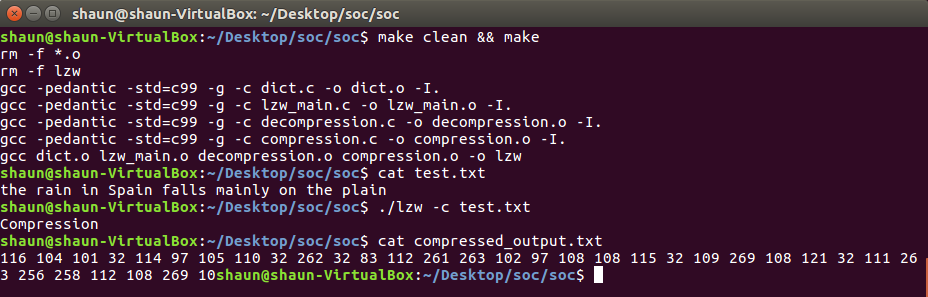 shaun@shaun-VirtualBox: ~/Desktop/soc/soc
shaun@shaun-VirtualBox:~/Desktop/soc/soc$ make clean && make
rm -f *.o
rm -f lzw
gcc -pedantic -std=c99 -g -c dict.c -o dict.o -I.
gcc -pedantic -std=c99 -g -c lzw_main.c -o lzw_main.o -I.
gcc -pedantic -std=c99 -g -c decompression.c -o decompression.o -I.
gcc -pedantic -std=c99 -g -c compression.c -o compression.o -I.
gcc dict.o lzw_main.o decompression.o compression.o -o lzw
shaun@shaun-VirtualBox:~/Desktop/soc/soc$ cat test.txt
the rain in Spain falls mainly on the plain
shaun@shaun-VirtualBox:~/Desktop/soc/soc$ ./lzw -c test.txt
Compression
shaun@shaun-VirtualBox:~/Desktop/soc/soc$ cat compressed_output.txt
116 104 101 32 114 97 105 110 32 262 32 83 112 261 263 102 97 108 108 115 32 109 269 108 121 32 111 26
3 256 258 112 108 269 10shaun@shaun-VirtualBox:~/Desktop/soc/soc$